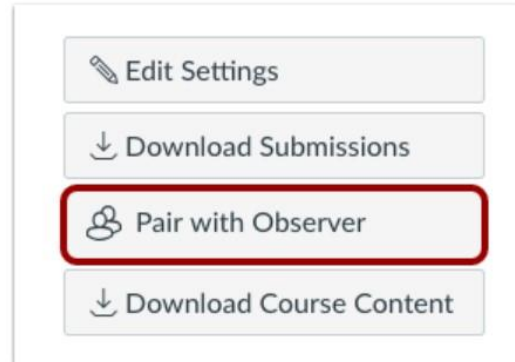 Edit Settings
Download Submissions
Pair with Observer
Download Course Content